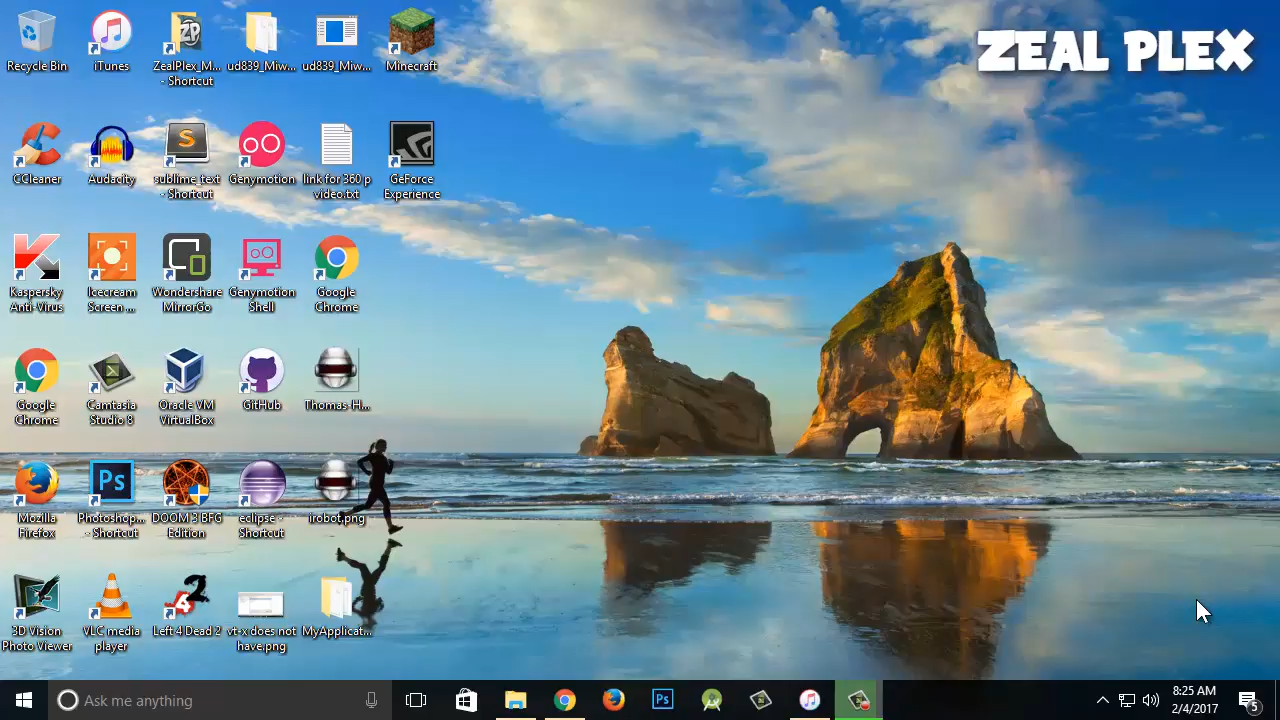 ZEAL PLEX
Recycle Bin
iTunes
ZealPlex_M...
- Shortcut
ud839_Miw...
ud839_Miw...
Minecraft
CCleaner
Audacity
sublime_text
- Shortcut
Genymotion
link for 360 p
video.txt
GeForce
Experience
Kaspersky
Anti-Virus
Icecream
Screen ...
Wondershare
MirrorGo
Genymotion
Shell
Google
Chrome
Google
Chrome
Camtasia
Studio 8
Oracle VM
VirtualBox
GitHub
Thomas-H...
Mozilla
Firefox
Ps
Photoshop...
- Shortcut
DOOM 3 BFG
Edition
eclipse -
Shortcut
irobot.png
3D Vision
Photo Viewer
VLC media
player
Left 4 Dead 2
vt-x does not
have.png
MyApplicat...
Ask me anything
Ps
8:25 AM
2/4/2017
5